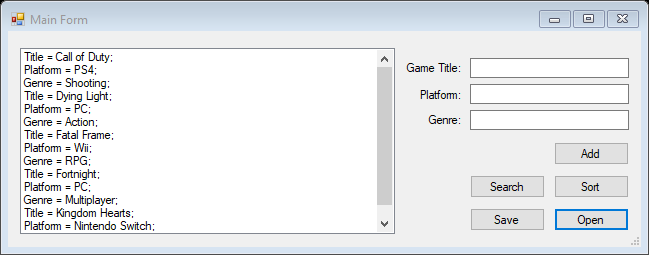 Main Form
Title = Call of Duty;
Platform = PS4;
Genre = Shooting;
Title = Dying Light;
Platform = PC;
Genre = Action;
Title = Fatal Frame;
Platform = Wii;
Genre = RPG;
Title = Fortnight;
Platform = PC;
Genre = Multiplayer;
Title = Kingdom Hearts;
Platform = Nintendo Switch;
Game Title:
Platform:
Genre:
Add
Search Sort
Save Open